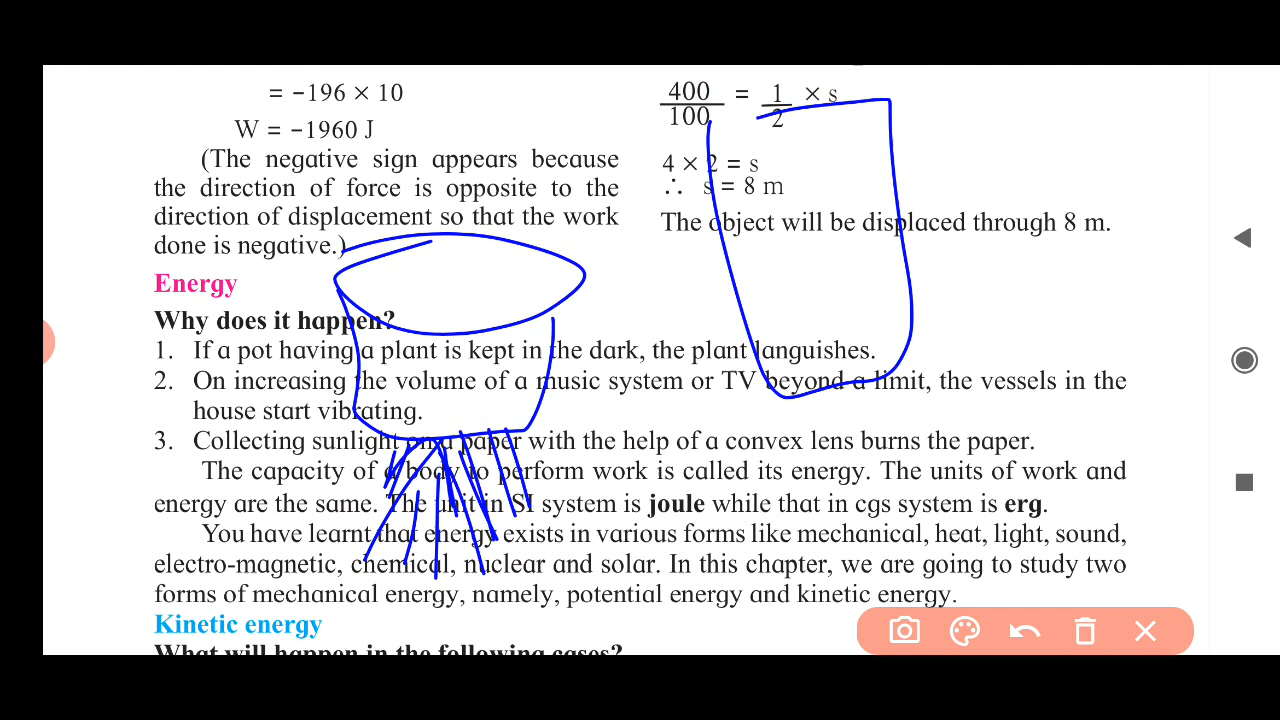 = −196 × 10
W = −1960 J
(The negative sign appears because
the direction of force is opposite to the
direction of displacement so that the work
done is negative.)
400/100 = 1/2 × s
4 × 2 = s
∴ s = 8 m
The object will be displaced through 8 m.
Energy
Why does it happen?
1. If a pot having a plant is kept in the dark, the plant languishes.
2. On increasing the volume of a music system or TV beyond a limit, the vessels in the
house start vibrating.
3. Collecting sunlight on a paper with the help of a convex lens burns the paper.
The capacity of a body to perform work is called its energy. The units of work and
energy are the same. The unit in SI system is joule while that in cgs system is erg.
You have learnt that energy exists in various forms like mechanical, heat, light, sound,
electro-magnetic, chemical, nuclear and solar. In this chapter, we are going to study two
forms of mechanical energy, namely, potential energy and kinetic energy.
Kinetic energy
What will happen in the following cases?